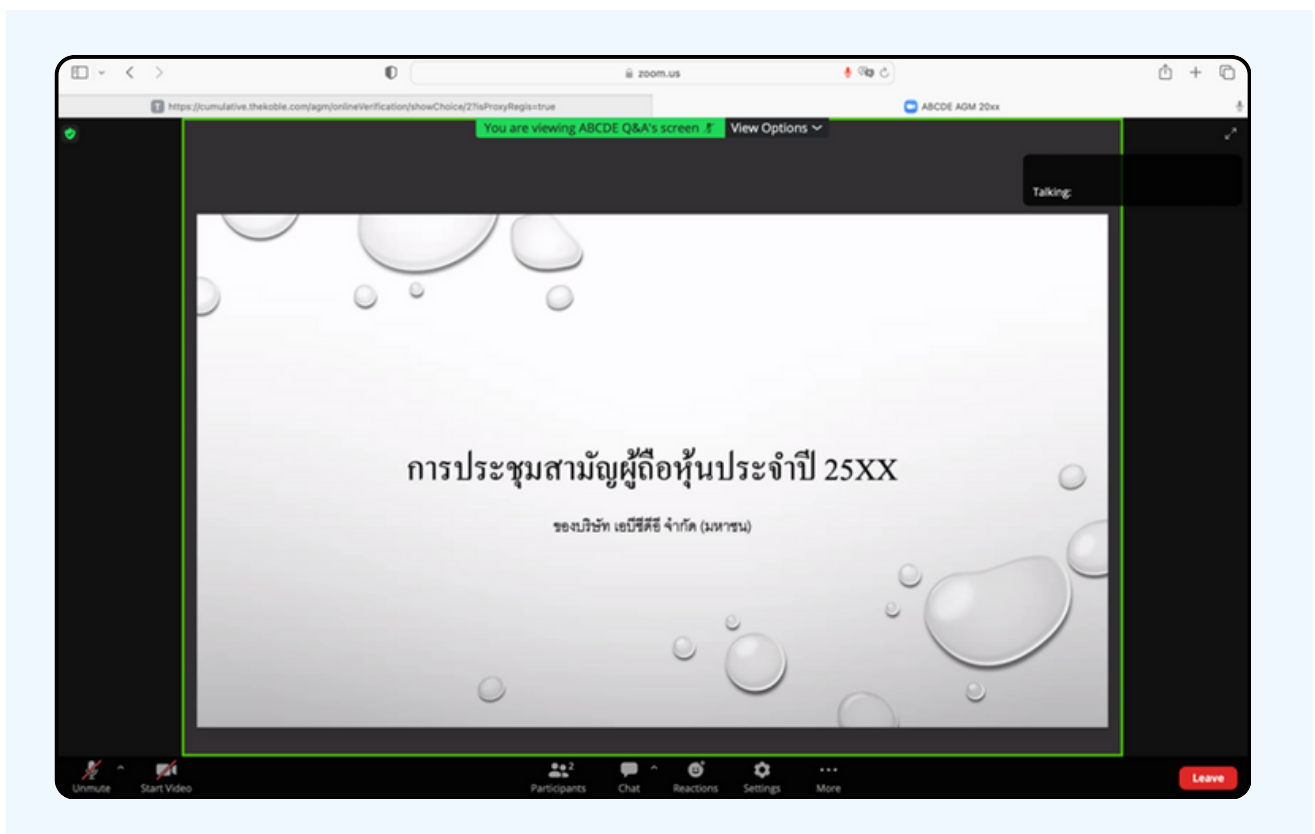 zoom.us
https://cumulative.thekoble.com/agm/onlineVerification/showChoice/2?isProxyRegis=true
ABCDE AGM 20xx
You are viewing ABCDE Q&A's screen
View Options
Talking:
การประชุมสามัญผู้ถือหุ้นประจำปี 25XX
ของบริษัท เอบีซีดีอี จำกัด (มหาชน)
Unmute
Start Video
2
Participants
Chat
Reactions
Settings
More
Leave